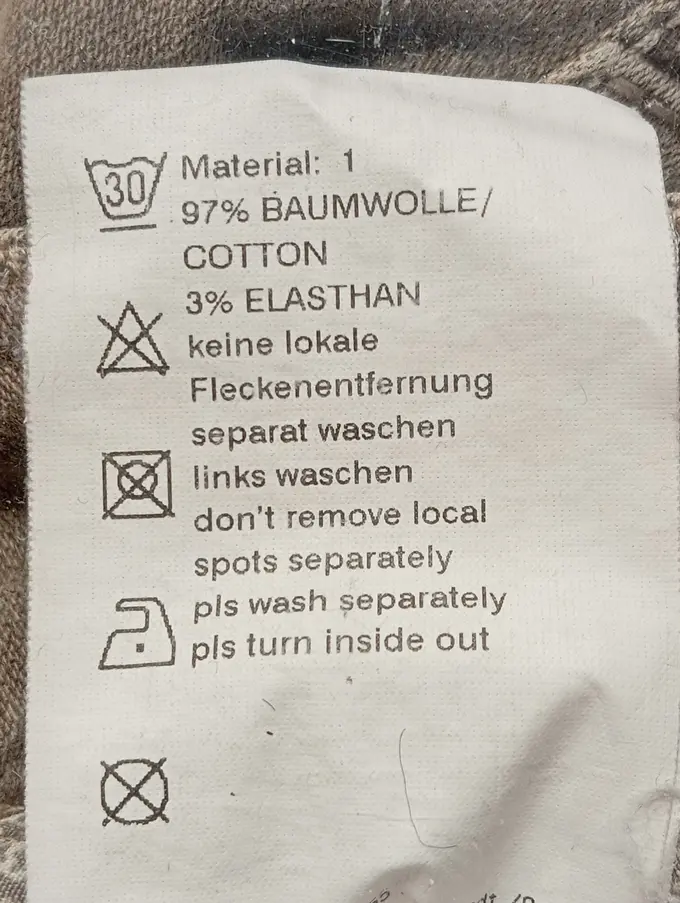 30
Material: 1
97% BAUMWOLLE/
COTTON
3% ELASTHAN
keine lokale
Fleckenentfernung
separat waschen
links waschen
don't remove local
spots separately
pls wash separately
pls turn inside out